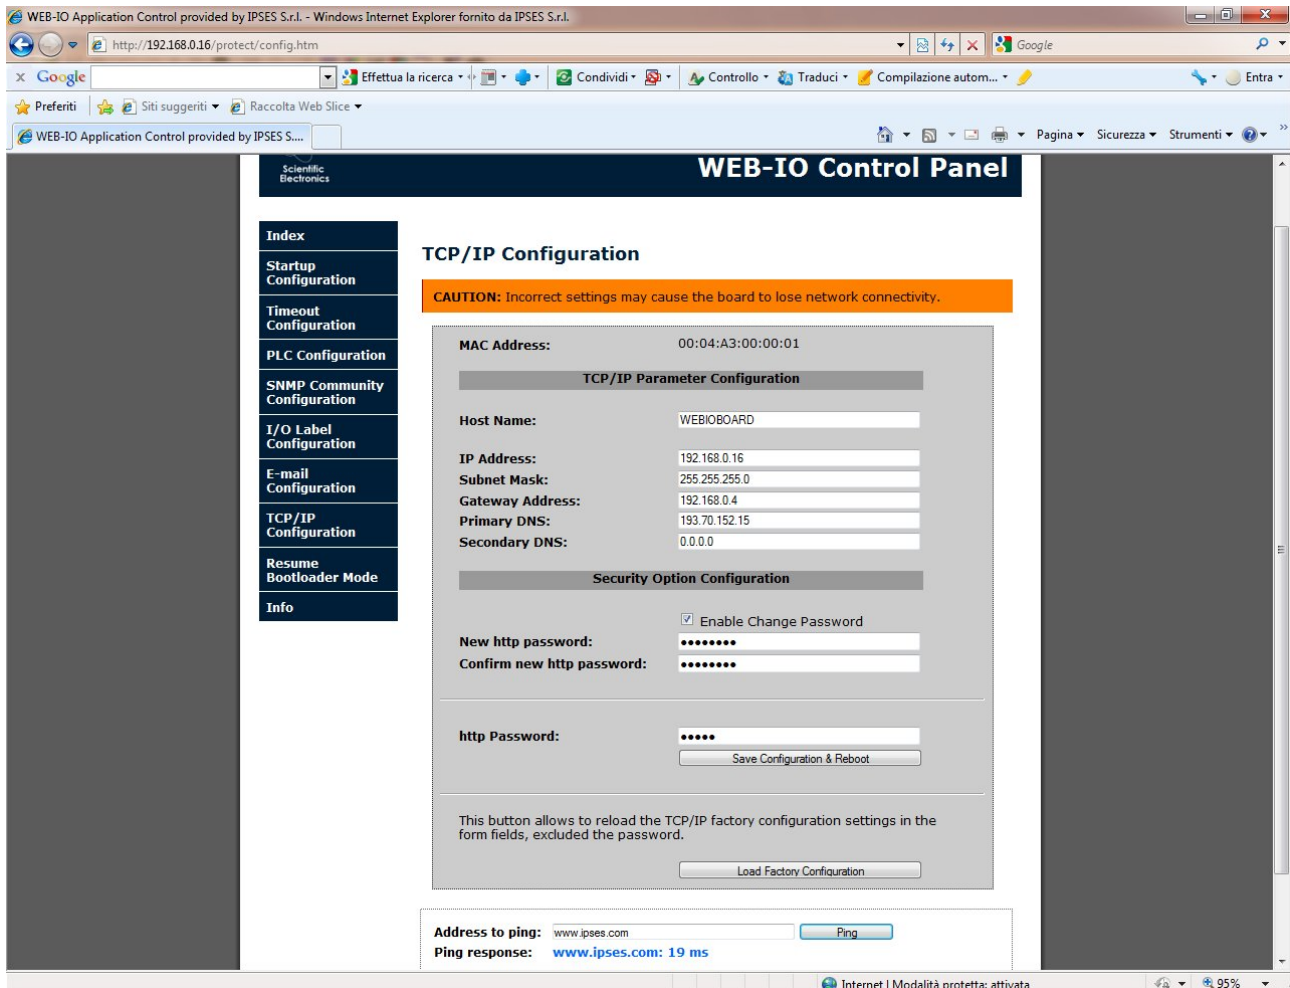 WEB-IO Application Control provided by IPSES S.r.l. - Windows Internet Explorer fornito da IPSES S.r.l.
http://192.168.0.16/protect/config.htm
Google
x Google
Effettua la ricerca
Condividi
Controllo
Traduci
Compilazione autom...
Entra
Preferiti
Siti suggeriti
Raccolta Web Slice
WEB-IO Application Control provided by IPSES S....
Pagina
Sicurezza
Strumenti
Scientific
Electronics
WEB-IO Control Panel
Index
Startup
Configuration
Timeout
Configuration
PLC Configuration
SNMP Community
Configuration
I/O Label
Configuration
E-mail
Configuration
TCP/IP
Configuration
Resume
Bootloader Mode
Info
TCP/IP Configuration
CAUTION: Incorrect settings may cause the board to lose network connectivity.
MAC Address: 00:04:A3:00:00:01
TCP/IP Parameter Configuration
Host Name: WEBIOBOARD
IP Address: 192.168.0.16
Subnet Mask: 255.255.255.0
Gateway Address: 192.168.0.4
Primary DNS: 193.70.152.15
Secondary DNS: 0.0.0.0
Security Option Configuration
Enable Change Password
New http password: ●●●●●●●●
Confirm new http password: ●●●●●●●●
http Password: ●●●●●
Save Configuration & Reboot
This button allows to reload the TCP/IP factory configuration settings in the
form fields, excluded the password.
Load Factory Configuration
Address to ping: www.ipses.com Ping
Ping response: www.ipses.com: 19 ms
Internet | Modalità protetta: attivata
95%